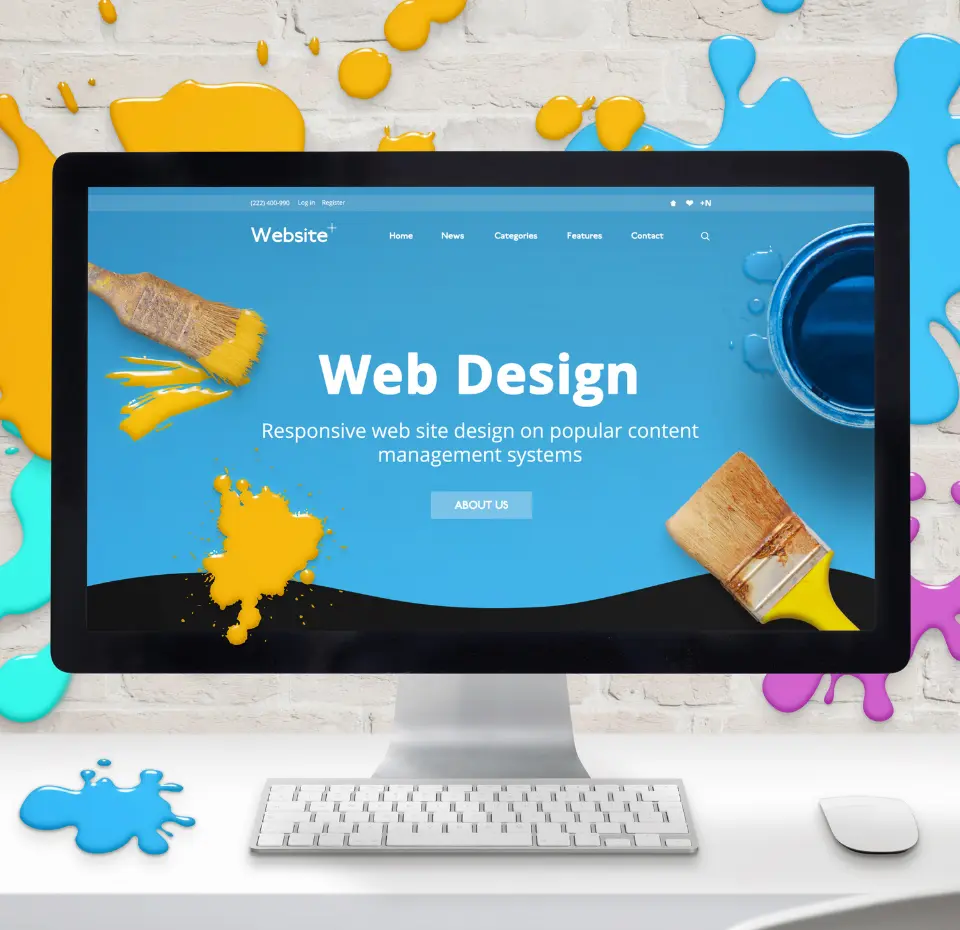 (222) 400-990 Log in Register
+N
Website+
Home News Categories Features Contact
Web Design
Responsive web site design on popular content
management systems
ABOUT US